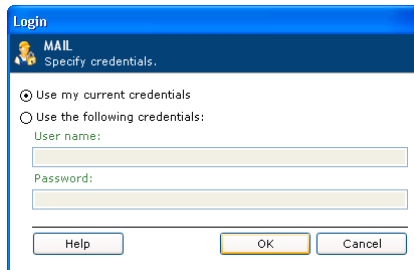 Login
MAIL
Specify credentials.
Use my current credentials
Use the following credentials:
User name:
Password:
Help OK Cancel